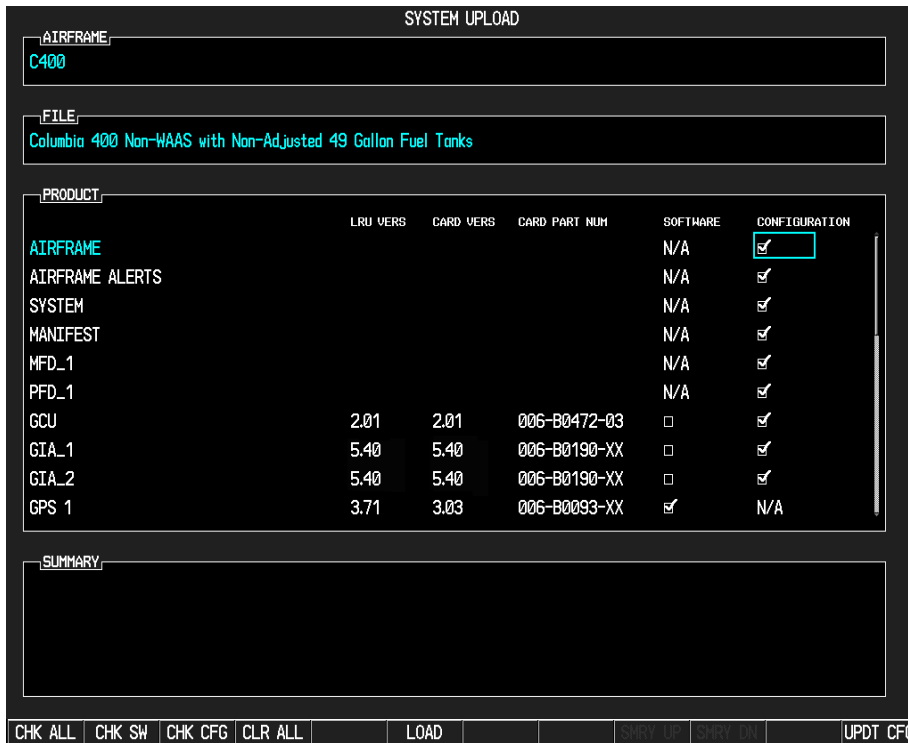 SYSTEM UPLOAD
AIRFRAME
C400
FILE
Columbia 400 Non-WAAS with Non-Adjusted 49 Gallon Fuel Tanks
PRODUCT
LRU VERS CARD VERS CARD PART NUM SOFTWARE CONFIGURATION
AIRFRAME N/A
AIRFRAME ALERTS N/A
SYSTEM N/A
MANIFEST N/A
MFD_1 N/A
PFD_1 N/A
GCU 2.01 2.01 006-B0472-03
GIA_1 5.40 5.40 006-B0190-XX
GIA_2 5.40 5.40 006-B0190-XX
GPS 1 3.71 3.03 006-B0093-XX N/A
SUMMARY
CHK ALL CHK SW CHK CFG CLR ALL LOAD SMRY UP SMRY DN UPDT CFG